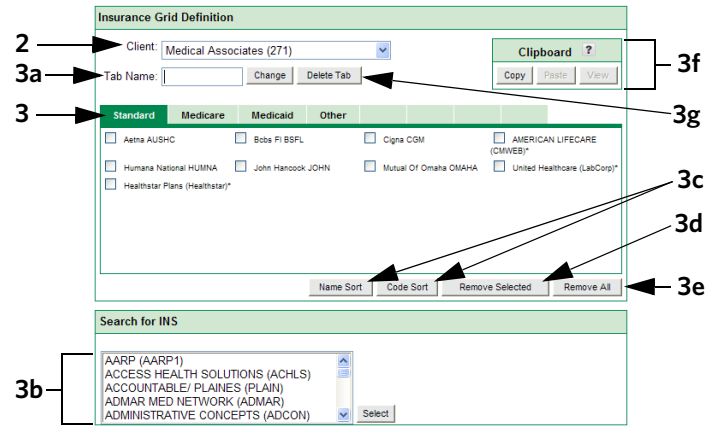 Insurance Grid Definition
2
Client: Medical Associates (271)
Clipboard ?
3f
3a
Tab Name: Change Delete Tab
Copy Paste View
3g
3
Standard Medicare Medicaid Other
Aetna AUSHC Bcbs Fl BSFL Cigna CGM AMERICAN LIFECARE
(CMWEB)*
Humana National HUMNA John Hancock JOHN Mutual Of Omaha OMAHA United Healthcare (LabCorp)*
Healthstar Plans (Healthstar)*
3c
3d
Name Sort Code Sort Remove Selected Remove All
3e
Search for INS
3b
AARP (AARP1)
ACCESS HEALTH SOLUTIONS (ACHLS)
ACCOUNTABLE/ PLAINES (PLAIN)
ADMAR MED NETWORK (ADMAR)
ADMINISTRATIVE CONCEPTS (ADCON)
Select